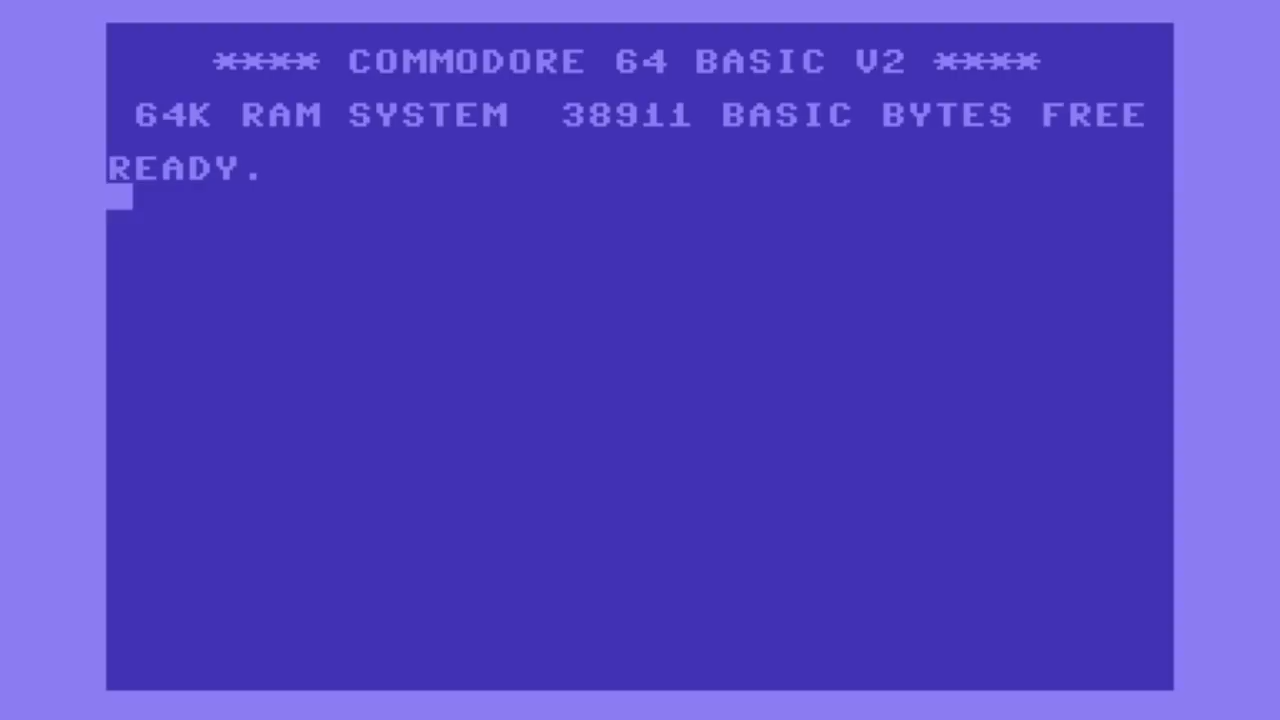 **** COMMODORE 64 BASIC V2 ****
64K RAM SYSTEM  38911 BASIC BYTES FREE
READY.